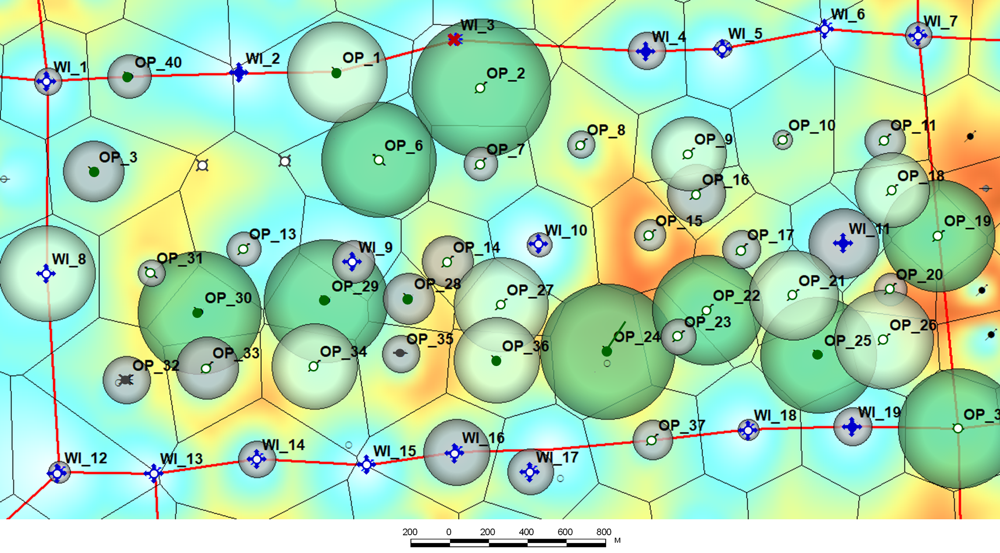 WI_3
WI_6
WI_7
WI_4
WI_5
WI_1
OP_40
WI_2
OP_1
OP_2
OP_8
OP_9
OP_10
OP_11
OP_3
OP_6
OP_7
OP_16
OP_18
OP_13
WI_9
OP_14
WI_10
OP_15
OP_17
WI_11
OP_19
WI_8
OP_31
OP_30
OP_29
OP_28
OP_27
OP_22
OP_21
OP_20
OP_23
OP_24
OP_25
OP_26
OP_32
OP_33
OP_34
OP_35
OP_36
OP_37
WI_18
WI_19
OP_3
WI_12
WI_13
WI_14
WI_15
WI_16
WI_17
200 0 200 400 600 800 М